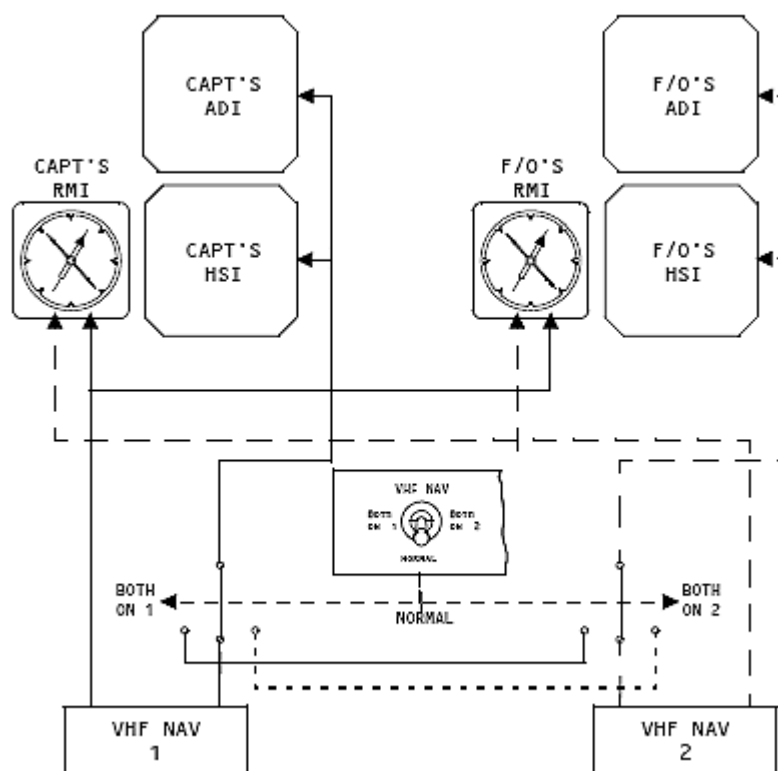 CAPT'S
ADI
F/O'S
ADI
CAPT'S
RMI
F/O'S
RMI
CAPT'S
HSI
F/O'S
HSI
VHF NAV
BOTH
ON 1
BOTH
ON 2
NORMAL
BOTH
ON 1
NORMAL
BOTH
ON 2
VHF NAV
1
VHF NAV
2